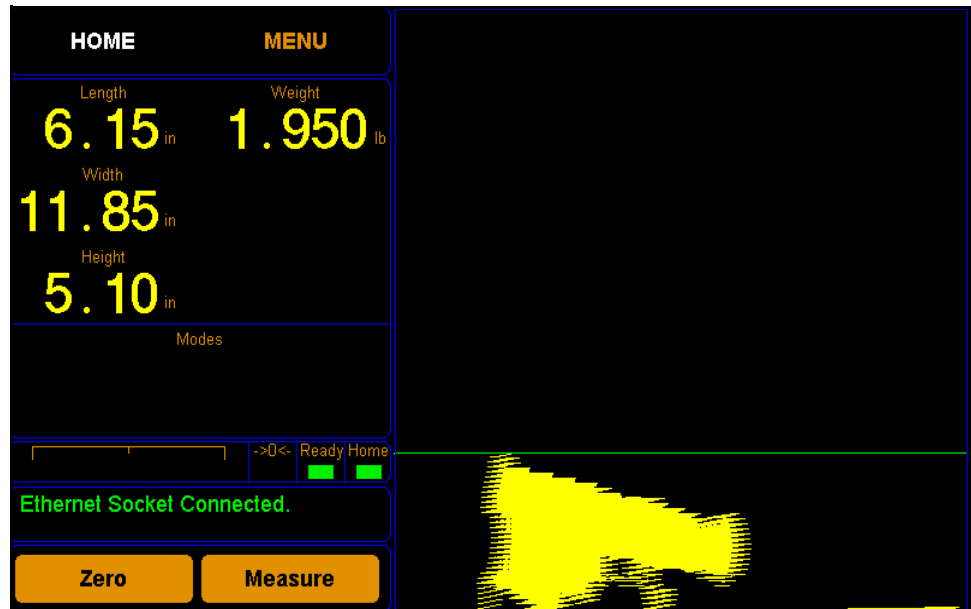 HOME MENU
Length Weight
6.15 in 1.950 lb
Width
11.85 in
Height
5.10 in
Modes
->0<- Ready Home
Ethernet Socket Connected.
Zero Measure